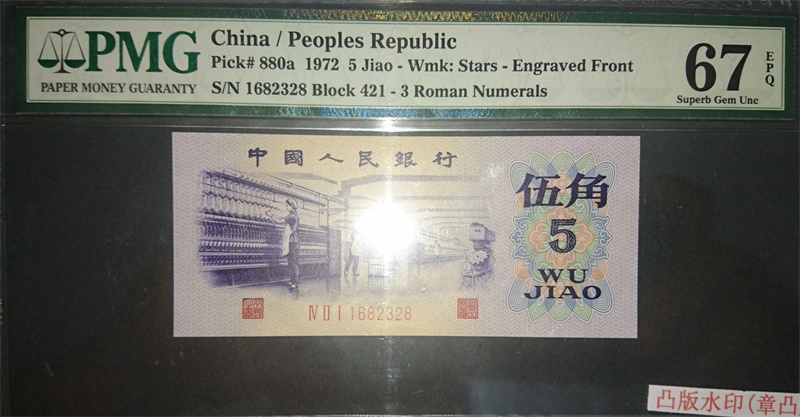 PMG
PAPER MONEY GUARANTY
China / Peoples Republic
Pick# 880a 1972 5 Jiao - Wmk: Stars - Engraved Front
S/N 1682328 Block 421 - 3 Roman Numerals
67
EPQ
Superb Gem Unc
中國人民銀行
伍角
5
WU
JIAO
Ⅳ Ⅱ Ⅰ 1682328
凸版水印(章凸